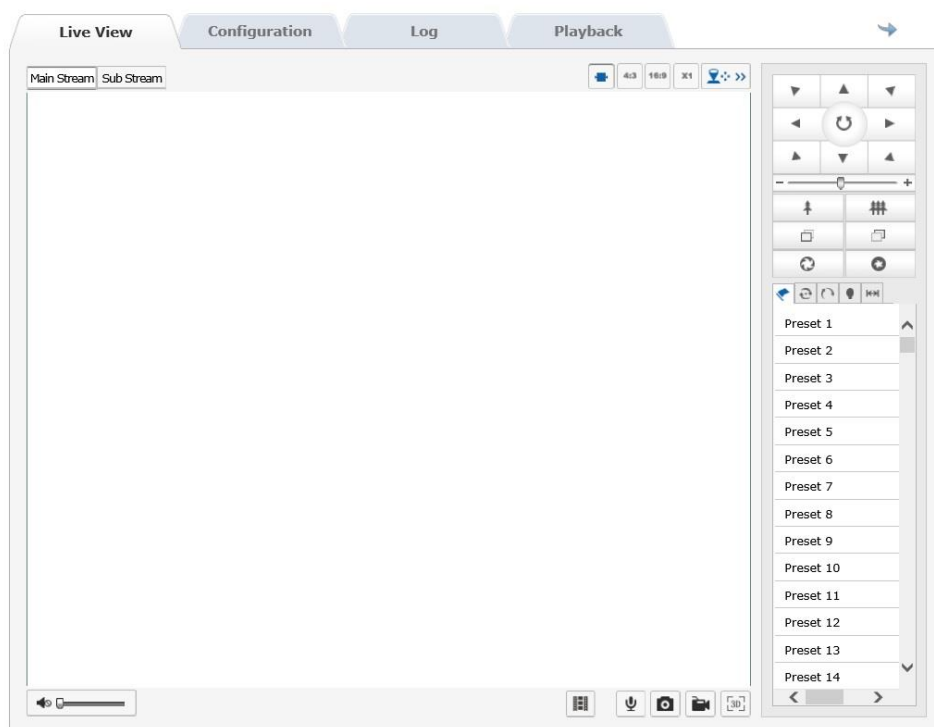 Live View
Configuration
Log
Playback
Main Stream
Sub Stream
4:3
16:9
X1
Preset 1
Preset 2
Preset 3
Preset 4
Preset 5
Preset 6
Preset 7
Preset 8
Preset 9
Preset 10
Preset 11
Preset 12
Preset 13
Preset 14
3D